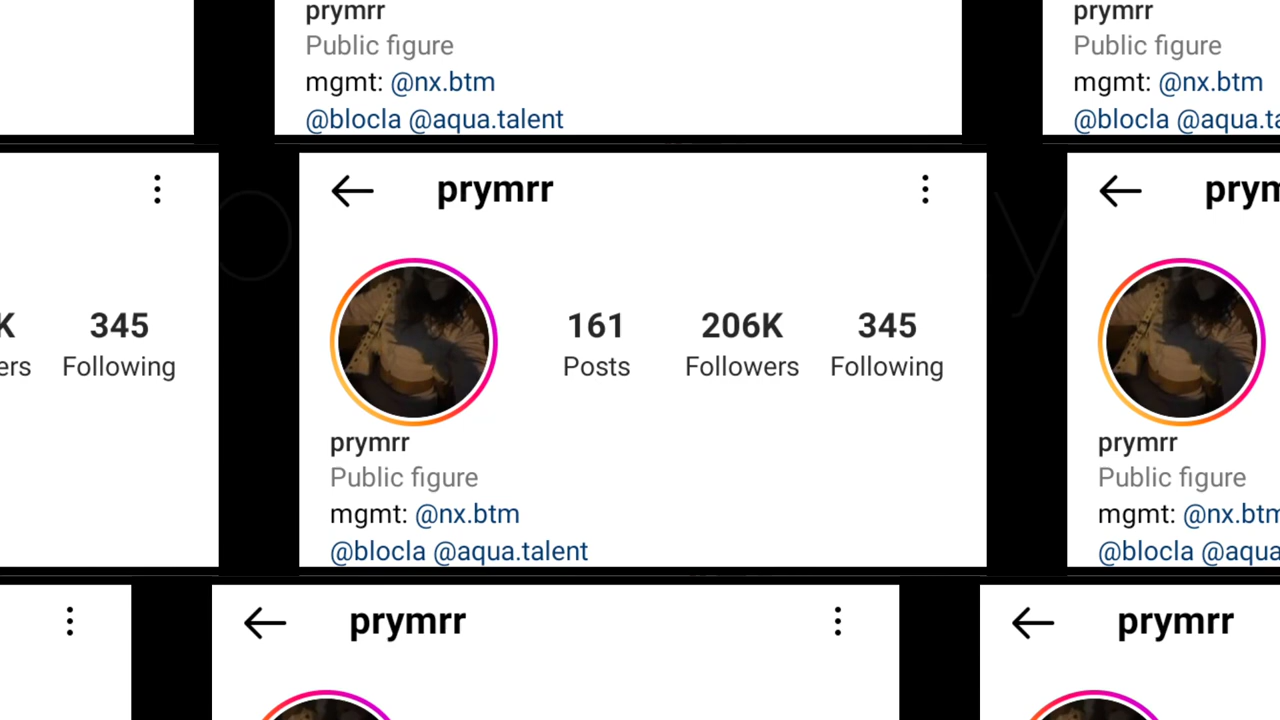 prymrr
Public figure
mgmt: @nx.btm
@blocla @aqua.talent
prymrr
Public figure
mgmt: @nx.btm
@blocla @aqua.ta
K
345
ers
Following
prymrr
161
206K
345
Posts
Followers
Following
prymrr
Public figure
mgmt: @nx.btm
@blocla @aqua.talent
prym
prymrr
Public figure
mgmt: @nx.btm
@blocla @aqua
prymrr
prymrr